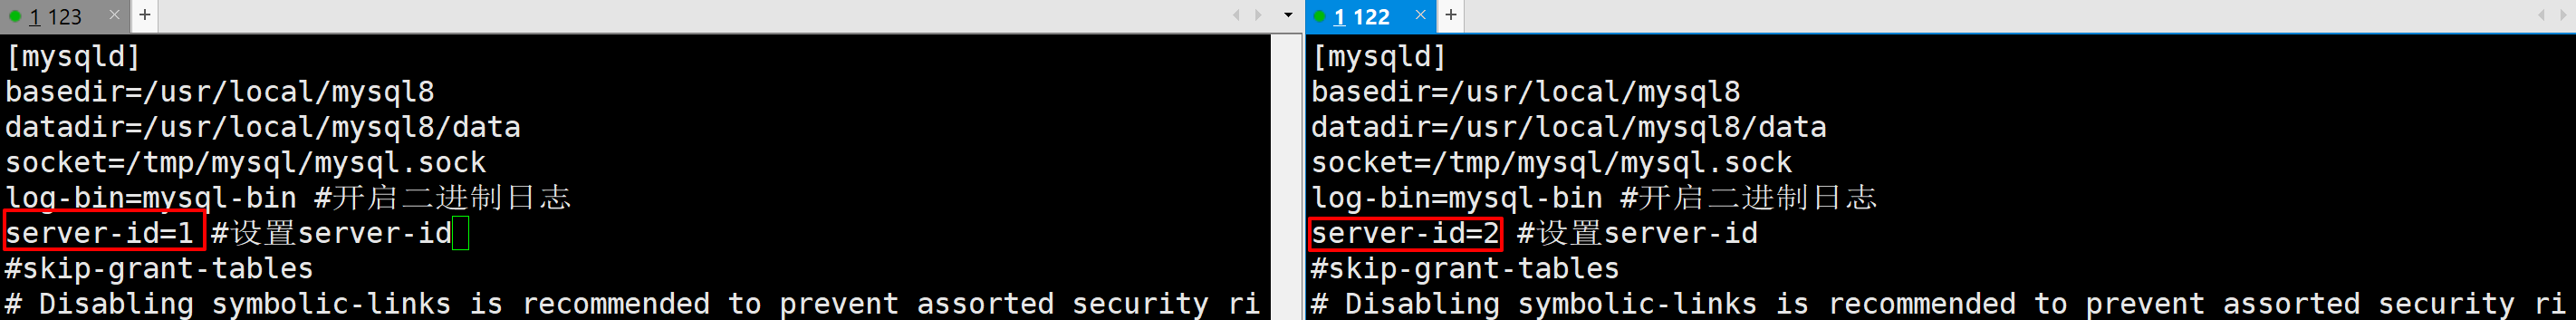 1 123
[mysqld]
basedir=/usr/local/mysql8
datadir=/usr/local/mysql8/data
socket=/tmp/mysql/mysql.sock
log-bin=mysql-bin #开启二进制日志
server-id=1 #设置server-id
#skip-grant-tables
# Disabling symbolic-links is recommended to prevent assorted security ri
1 122
[mysqld]
basedir=/usr/local/mysql8
datadir=/usr/local/mysql8/data
socket=/tmp/mysql/mysql.sock
log-bin=mysql-bin #开启二进制日志
server-id=2 #设置server-id
#skip-grant-tables
# Disabling symbolic-links is recommended to prevent assorted security ri